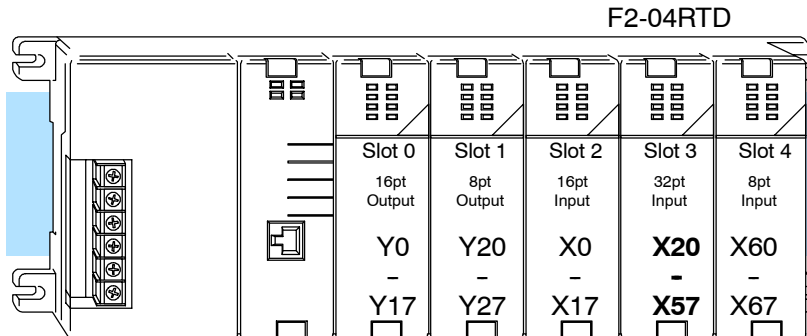 F2-04RTD
Slot 0 Slot 1 Slot 2 Slot 3 Slot 4
16pt 8pt 16pt 32pt 8pt
Output Output Input Input Input
Y0 Y20 X0 X20 X60
- - - - -
Y17 Y27 X17 X57 X67